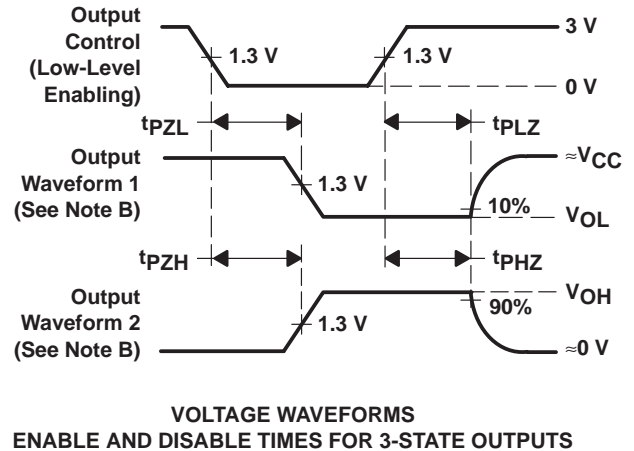 Output
Control
(Low-Level
Enabling)
1.3 V
1.3 V
3 V
0 V
tPZL
tPLZ
Output
Waveform 1
(See Note B)
1.3 V
10%
≈VCC
VOL
tPZH
tPHZ
Output
Waveform 2
(See Note B)
1.3 V
90%
VOH
≈0 V
VOLTAGE WAVEFORMS
ENABLE AND DISABLE TIMES FOR 3-STATE OUTPUTS